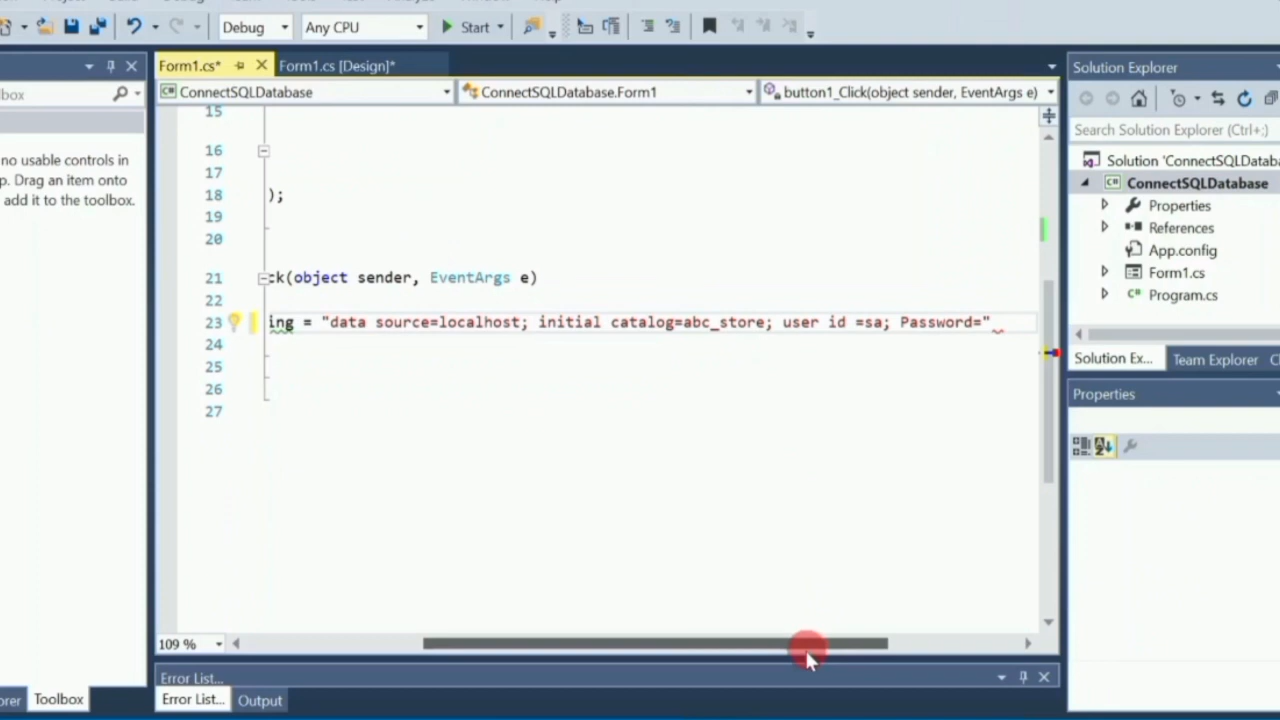 Debug
Any CPU
Start
Form1.cs*
Form1.cs [Design]*
Solution Explorer
box
ConnectSQLDatabase
ConnectSQLDatabase.Form1
button1_Click(object sender, EventArgs e)
Search Solution Explorer (Ctrl+;)
no usable controls in
p. Drag an item onto
add it to the toolbox.
Solution 'ConnectSQLDataba
ConnectSQLDatabase
Properties
References
App.config
Form1.cs
Program.cs
15
16
17
18 );
19
20
21 ck(object sender, EventArgs e)
22
23 ing = "data source=localhost; initial catalog=abc_store; user id =sa; Password="
24
25
26
27
Solution Ex...
Team Explorer
Properties
109 %
Error List...
rer
Toolbox
Error List...
Output